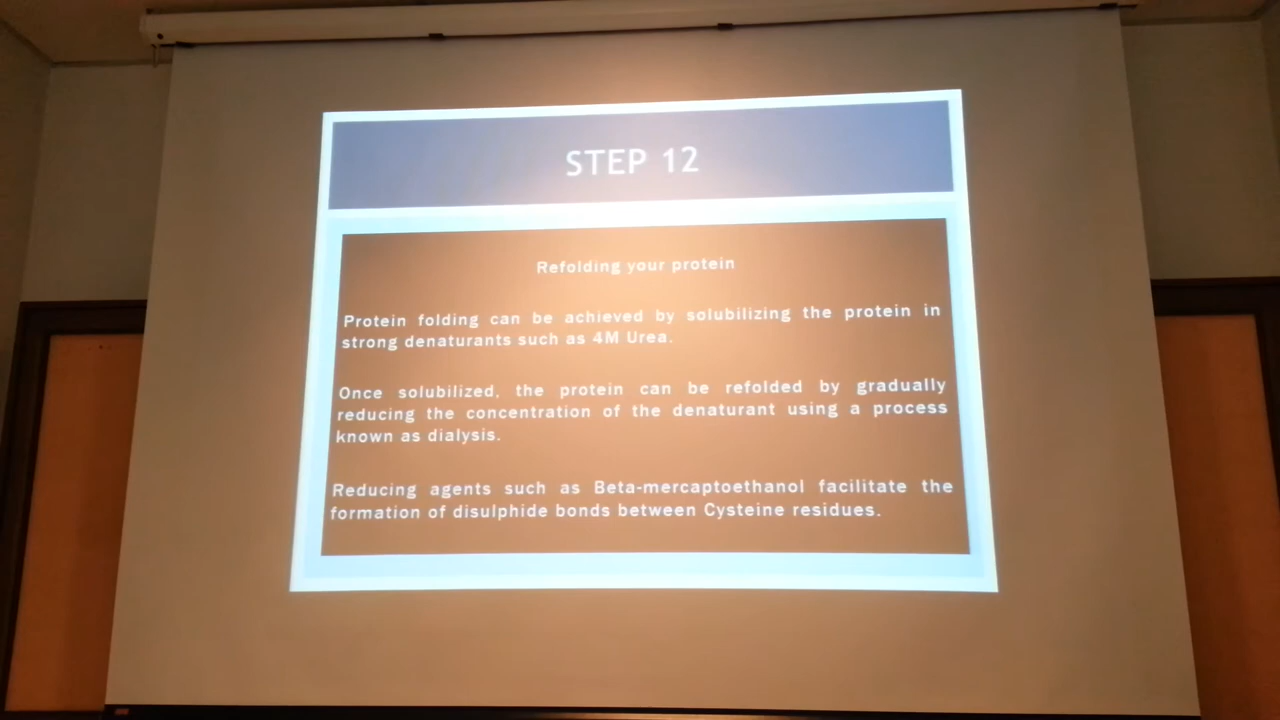 STEP 12
Refolding your protein
Protein folding can be achieved by solubilizing the protein in
strong denaturants such as 4M Urea.
Once solubilized, the protein can be refolded by gradually
reducing the concentration of the denaturant using a process
known as dialysis.
Reducing agents such as Beta-mercaptoethanol facilitate the
formation of disulphide bonds between Cysteine residues.